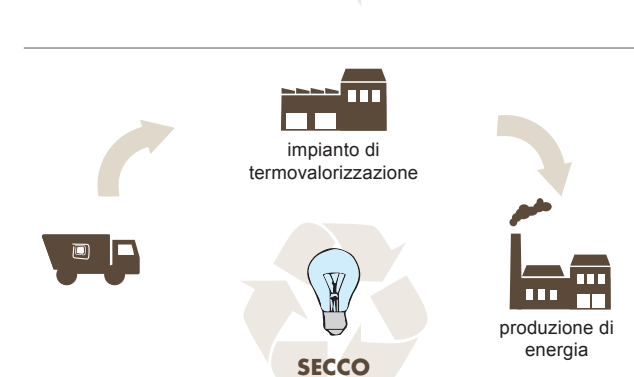 impianto di
termovalorizzazione
produzione di
energia
SECCO